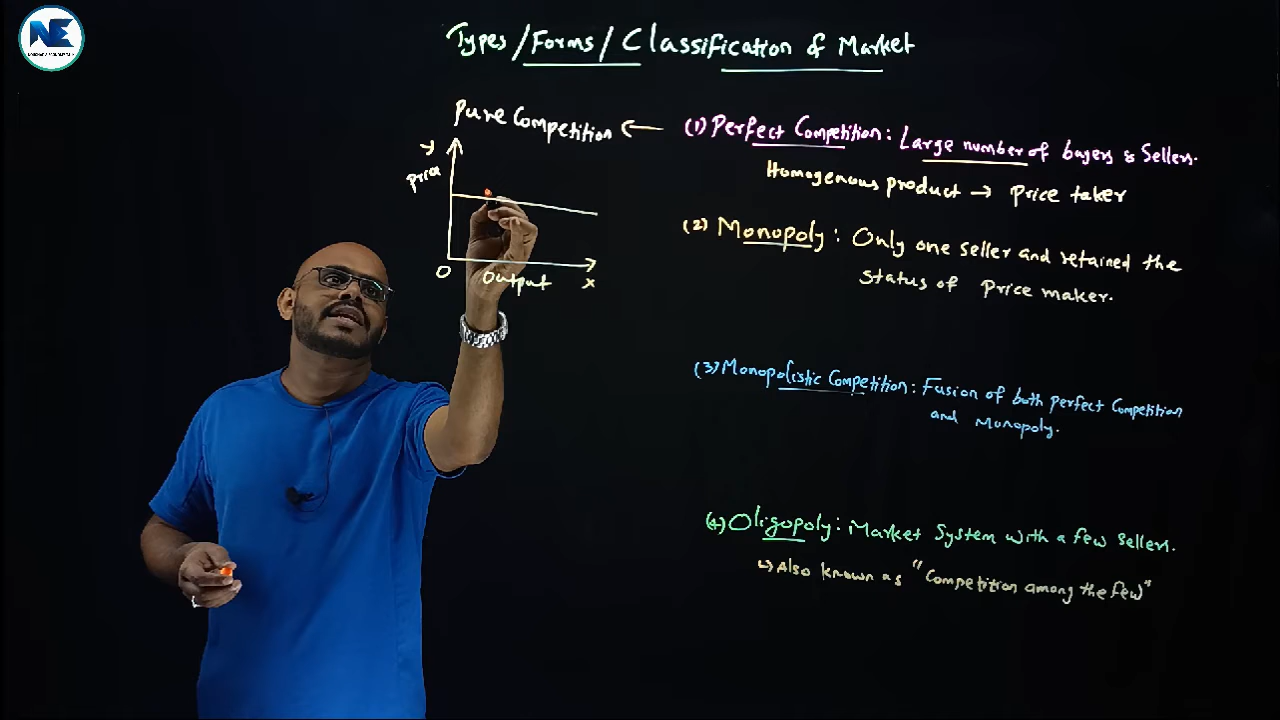 NE
Types/Forms/Classification of Market
Pure Competition ←
(1) Perfect Competition: Large number of buyers & Sellers.
Homogenous product → Price taker
y
Price
O
Output
x
(2) Monopoly: Only one seller and retained the
status of Price maker.
(3) Monopolistic Competition: Fusion of both perfect Competition
and Monopoly.
(4) Oligopoly: Market System with a few sellers.
↳ Also known as "Competition among the few"